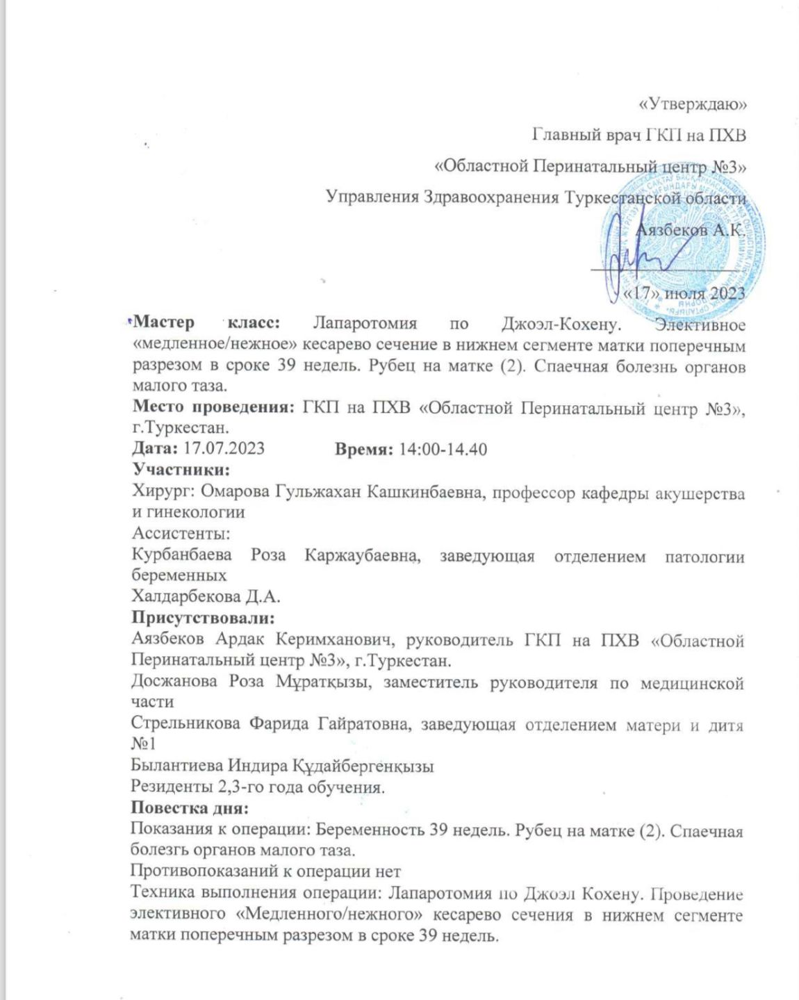 «Утверждаю»
Главный врач ГКП на ПХВ
«Областной Перинатальный центр №3»
Управления Здравоохранения Туркестанской области
Аязбеков А.К.
«17» июля 2023
Мастер класс: Лапаротомия по Джоэл-Кохену. Элективное
«медленное/нежное» кесарево сечение в нижнем сегменте матки поперечным
разрезом в сроке 39 недель. Рубец на матке (2). Спаечная болезнь органов
малого таза.
Место проведения: ГКП на ПХВ «Областной Перинатальный центр №3»,
г.Туркестан.
Дата: 17.07.2023 Время: 14:00-14.40
Участники:
Хирург: Омарова Гульжахан Кашкинбаевна, профессор кафедры акушерства
и гинекологии
Ассистенты:
Курбанбаева Роза Каржаубаевна, заведующая отделением патологии
беременных
Халдарбекова Д.А.
Присутствовали:
Аязбеков Ардак Керимханович, руководитель ГКП на ПХВ «Областной
Перинатальный центр №3», г.Туркестан.
Досжанова Роза Мұратқызы, заместитель руководителя по медицинской
части
Стрельникова Фарида Гайратовна, заведующая отделением матери и дитя
№1
Былантиева Индира Құдайбергенқызы
Резиденты 2,3-го года обучения.
Повестка дня:
Показания к операции: Беременность 39 недель. Рубец на матке (2). Спаечная
болезгь органов малого таза.
Противопоказаний к операции нет
Техника выполнения операции: Лапаротомия по Джоэл Кохену. Проведение
элективного «Медленного/нежного» кесарево сечения в нижнем сегменте
матки поперечным разрезом в сроке 39 недель.